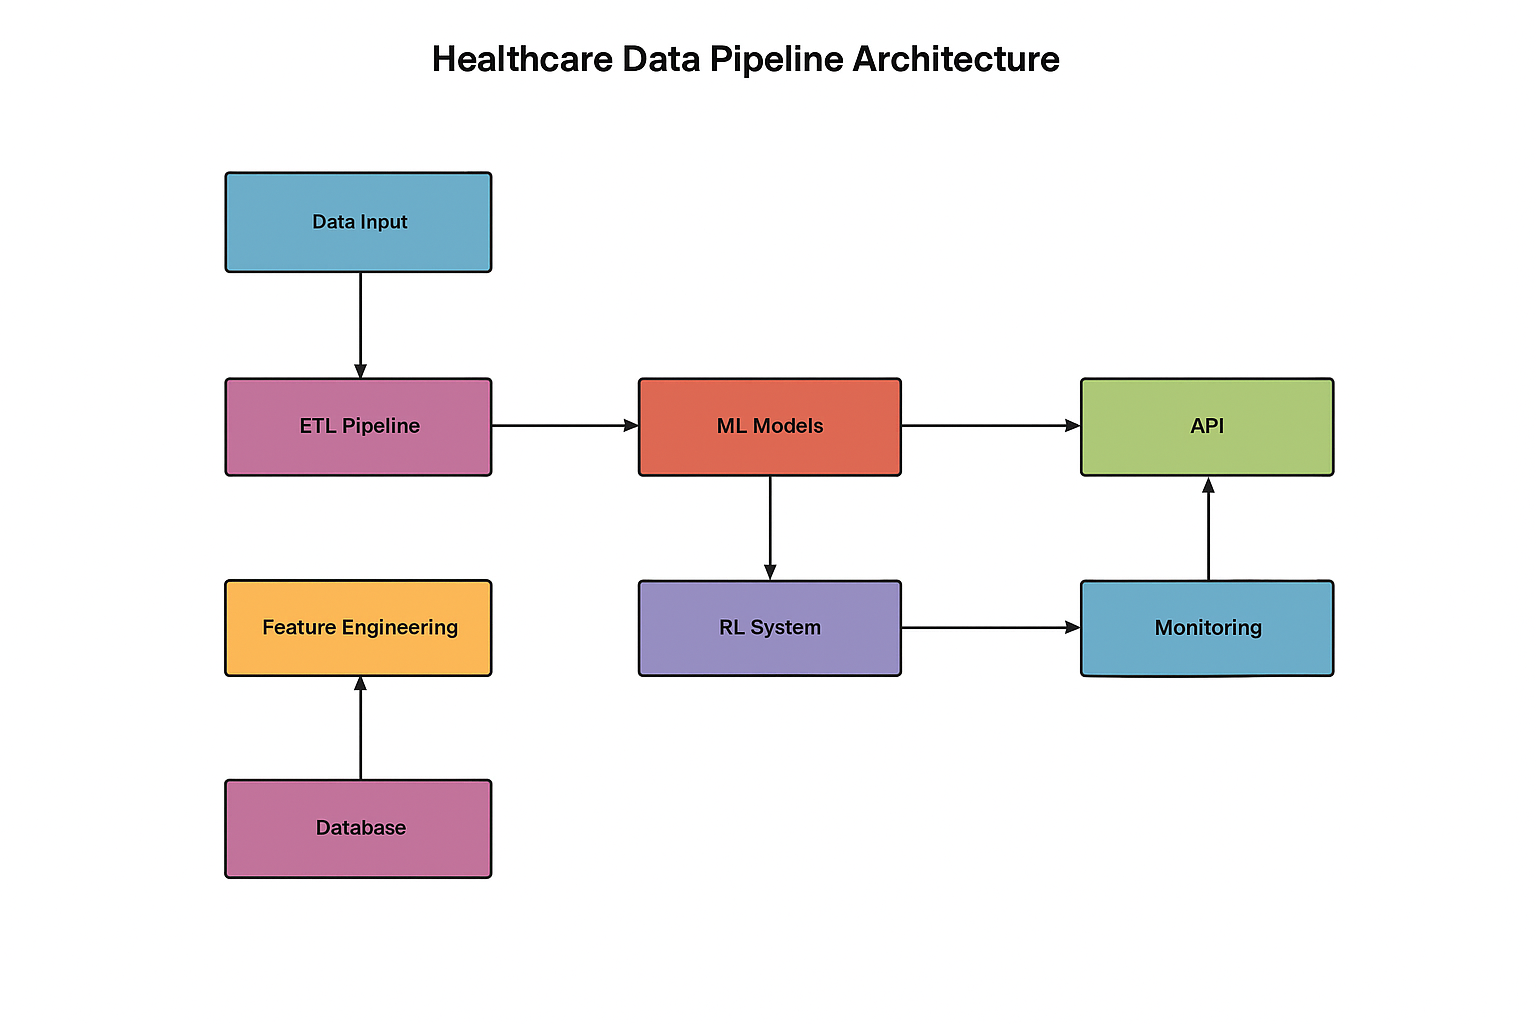 Healthcare Data Pipeline Architecture
Data Input
ETL Pipeline
ML Models
API
Feature Engineering
RL System
Monitoring
Database